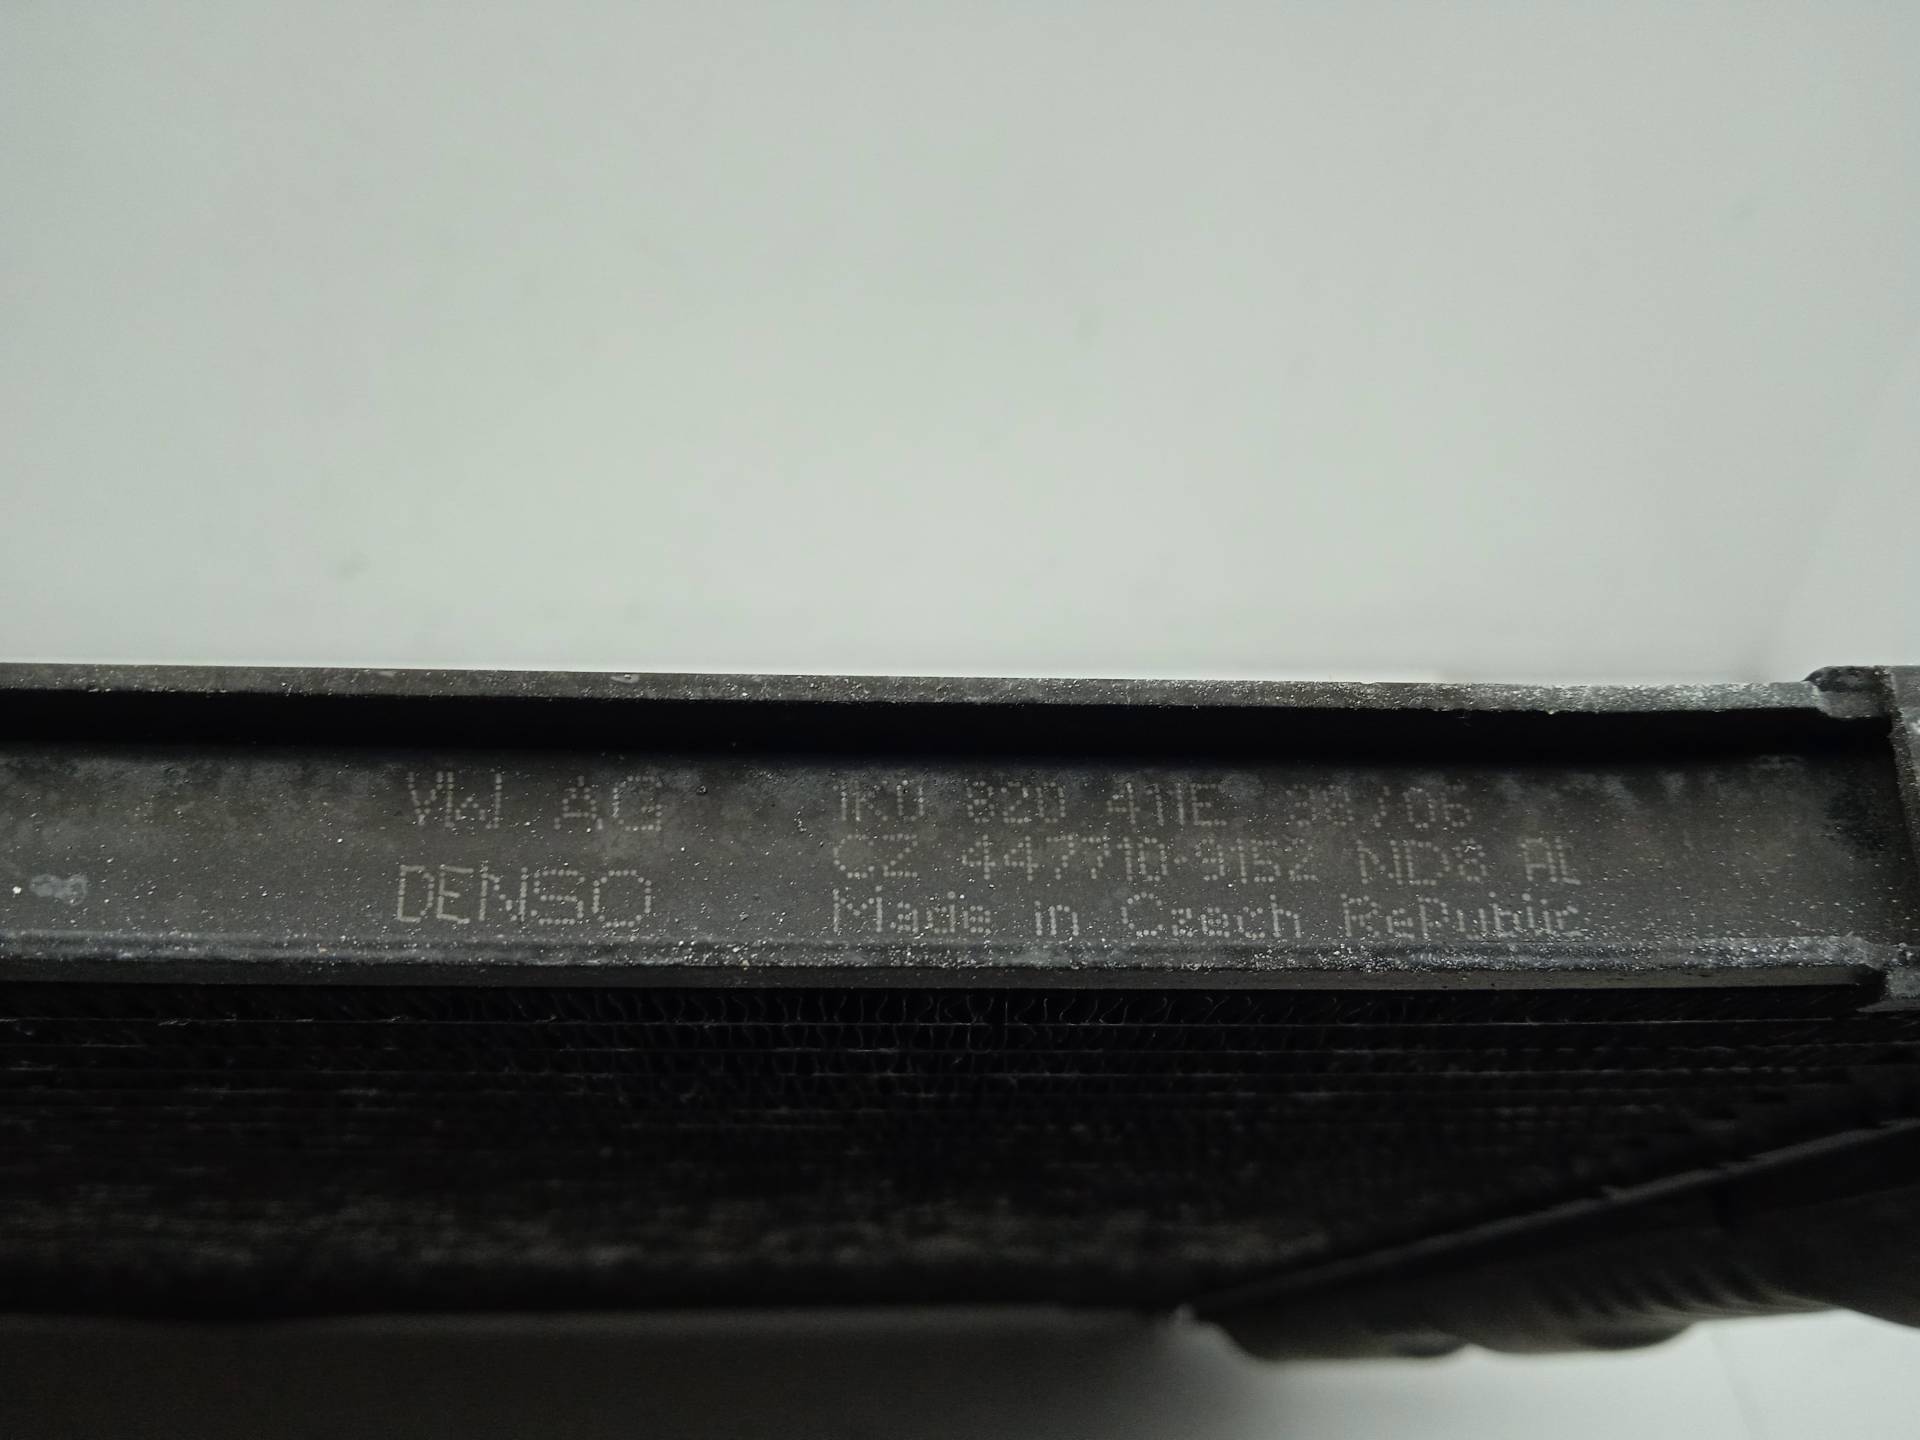 VW AG 1K0 820 411E 38/06
CZ 447710-9152 ND8 AL
DENSO
Made in Czech RePublic